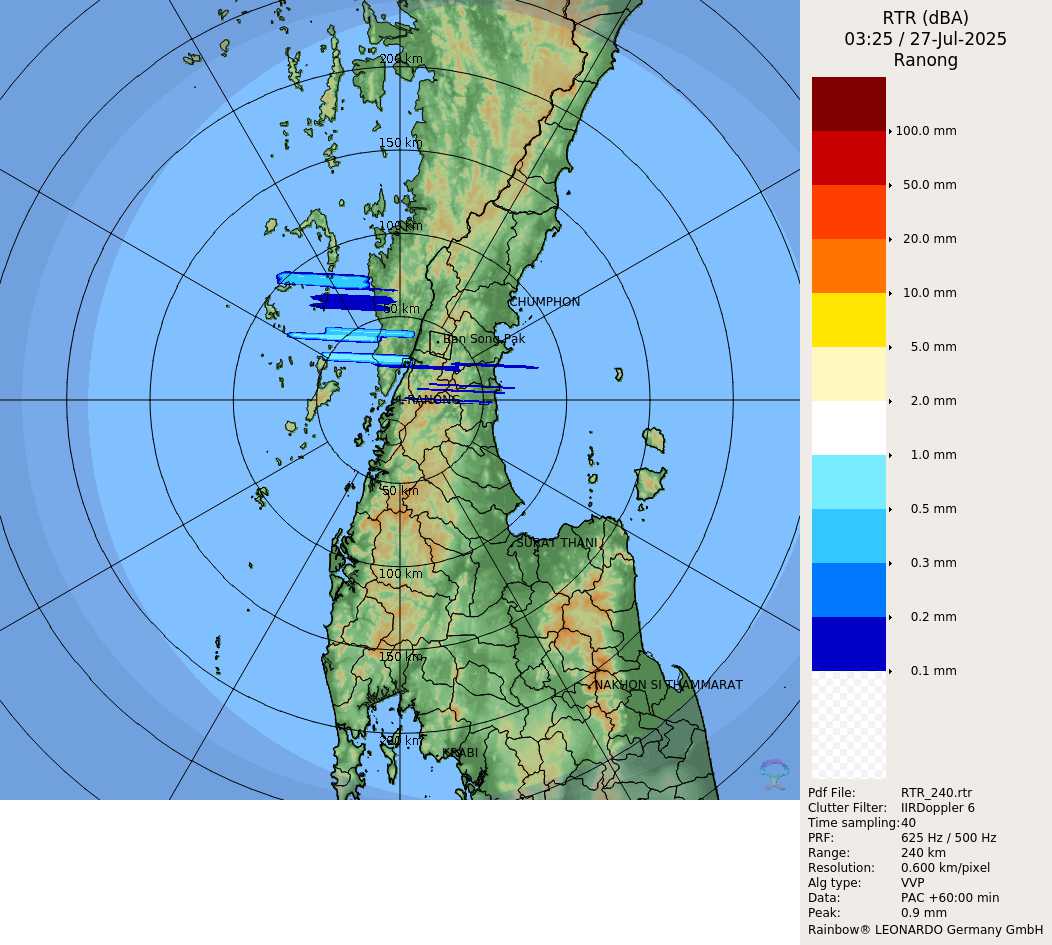 RTR (dBA)
03:25 / 27-Jul-2025
Ranong
200 km
150 km
100 km
50 km
CHUMPHON
Ban Song Pak
RANONG
50 km
SURAT THANI
100 km
150 km
NAKHON SI THAMMARAT
200 km
KRABI
100.0 mm
50.0 mm
20.0 mm
10.0 mm
5.0 mm
2.0 mm
1.0 mm
0.5 mm
0.3 mm
0.2 mm
0.1 mm
Pdf File: RTR_240.rtr
Clutter Filter: IIRDoppler 6
Time sampling:40
PRF: 625 Hz / 500 Hz
Range: 240 km
Resolution: 0.600 km/pixel
Alg type: VVP
Data: PAC +60:00 min
Peak: 0.9 mm
Rainbow® LEONARDO Germany GmbH